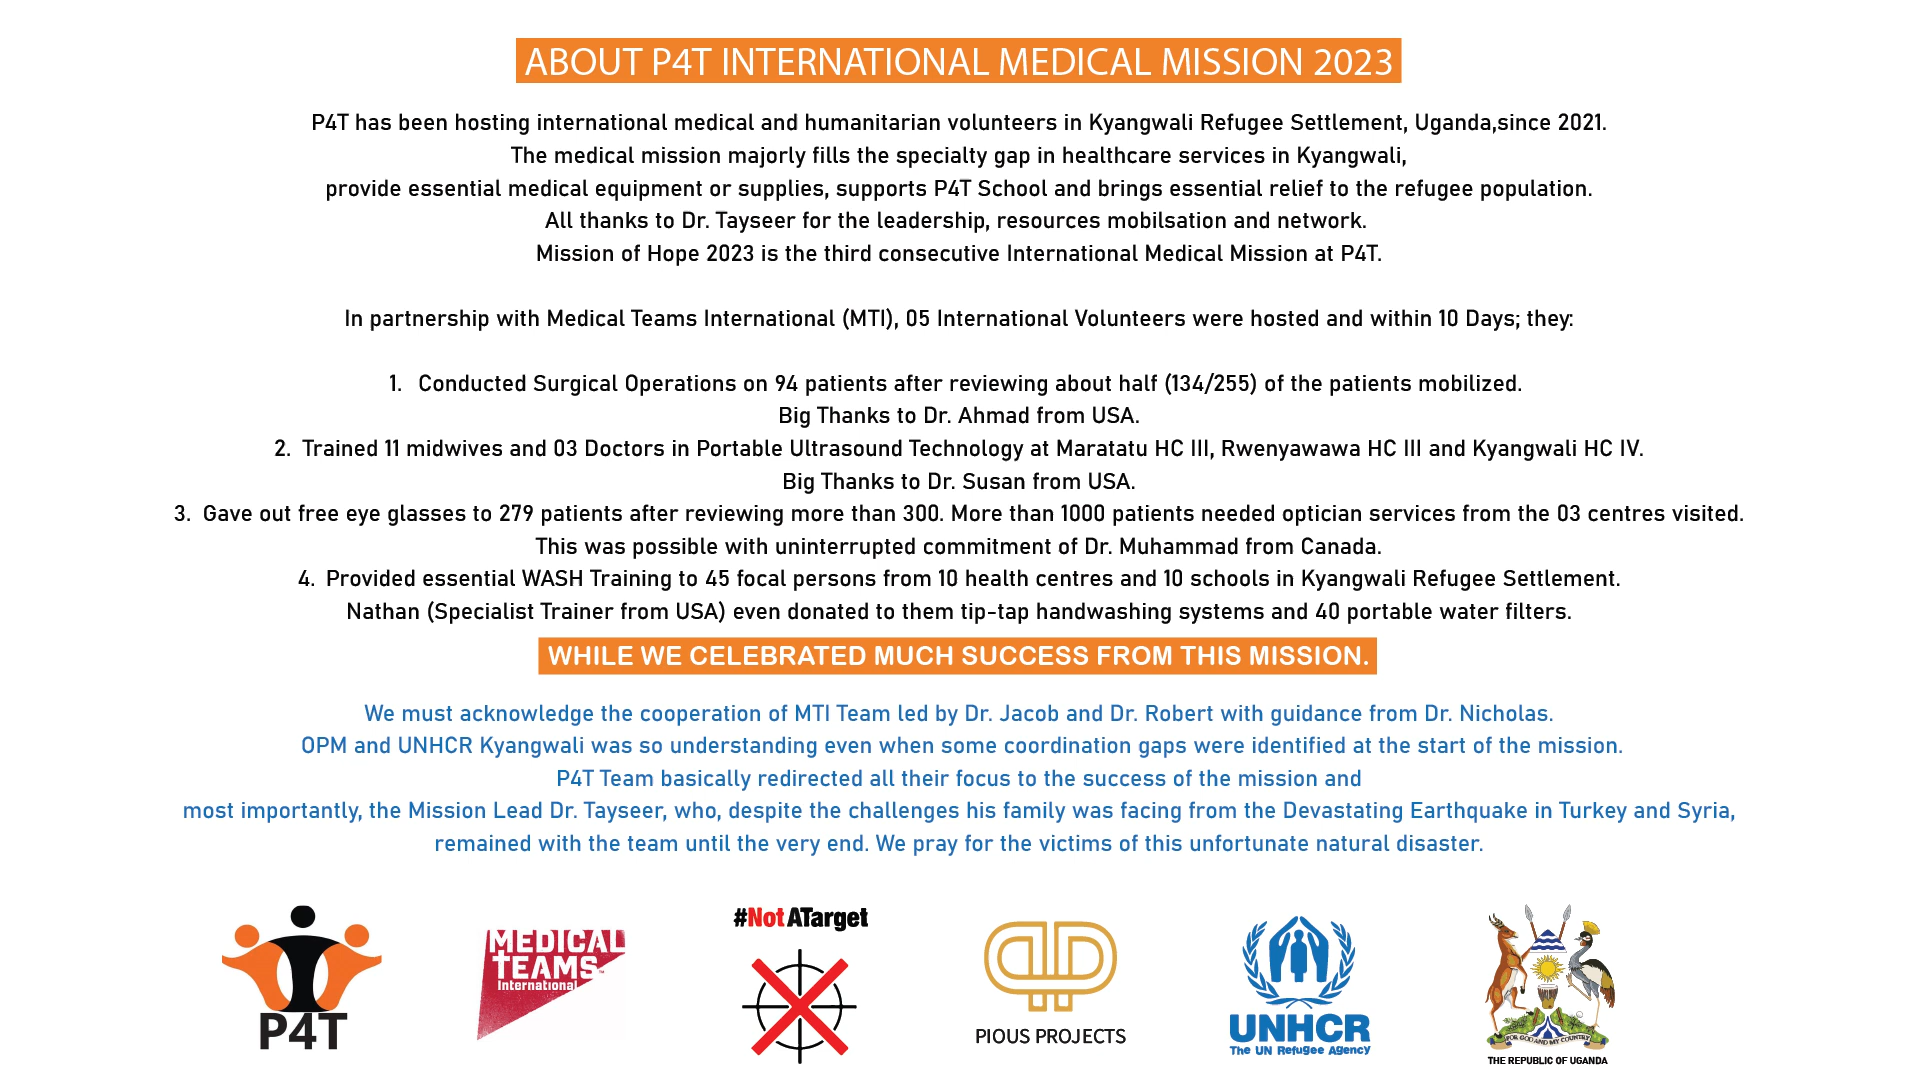 ABOUT P4T INTERNATIONAL MEDICAL MISSION 2023
P4T has been hosting international medical and humanitarian volunteers in Kyangwali Refugee Settlement, Uganda,since 2021.
The medical mission majorly fills the specialty gap in healthcare services in Kyangwali,
provide essential medical equipment or supplies, supports P4T School and brings essential relief to the refugee population.
All thanks to Dr. Tayseer for the leadership, resources mobilsation and network.
Mission of Hope 2023 is the third consecutive International Medical Mission at P4T.
In partnership with Medical Teams International (MTI), 05 International Volunteers were hosted and within 10 Days; they:
1. Conducted Surgical Operations on 94 patients after reviewing about half (134/255) of the patients mobilized.
Big Thanks to Dr. Ahmad from USA.
2. Trained 11 midwives and 03 Doctors in Portable Ultrasound Technology at Maratatu HC III, Rwenyawawa HC III and Kyangwali HC IV.
Big Thanks to Dr. Susan from USA.
3. Gave out free eye glasses to 279 patients after reviewing more than 300. More than 1000 patients needed optician services from the 03 centres visited.
This was possible with uninterrupted commitment of Dr. Muhammad from Canada.
4. Provided essential WASH Training to 45 focal persons from 10 health centres and 10 schools in Kyangwali Refugee Settlement.
Nathan (Specialist Trainer from USA) even donated to them tip-tap handwashing systems and 40 portable water filters.
WHILE WE CELEBRATED MUCH SUCCESS FROM THIS MISSION.
We must acknowledge the cooperation of MTI Team led by Dr. Jacob and Dr. Robert with guidance from Dr. Nicholas.
OPM and UNHCR Kyangwali was so understanding even when some coordination gaps were identified at the start of the mission.
P4T Team basically redirected all their focus to the success of the mission and
most importantly, the Mission Lead Dr. Tayseer, who, despite the challenges his family was facing from the Devastating Earthquake in Turkey and Syria,
remained with the team until the very end. We pray for the victims of this unfortunate natural disaster.
P4T
MEDICAL
TEAMS
International
#NotATarget
PIOUS PROJECTS
UNHCR
The UN Refugee Agency
FOR GOD AND MY COUNTRY
THE REPUBLIC OF UGANDA